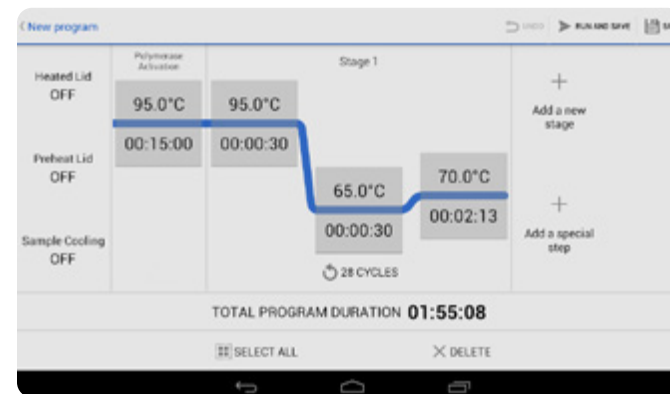 New program
UNDO
RUN AND SAVE
Heated Lid
OFF
Preheat Lid
OFF
Sample Cooling
OFF
Polymerase
Activation
95.0°C
00:15:00
Stage 1
95.0°C
00:00:30
65.0°C
00:00:30
70.0°C
00:02:13
28 CYCLES
Add a new
stage
Add a special
step
TOTAL PROGRAM DURATION 01:55:08
SELECT ALL
DELETE